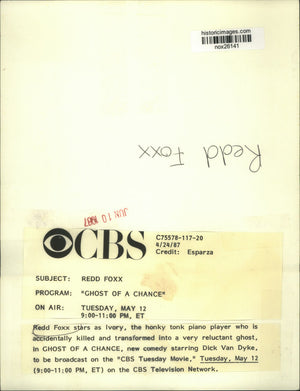 historicimages.com
nox26141
Redd Foxx
JUN 10 1987
CBS
C75578-117-20
4/24/87
Credit: Esparza
SUBJECT: REDD FOXX
PROGRAM: "GHOST OF A CHANCE"
ON AIR: TUESDAY, MAY 12
9:00-11:00 PM, ET)
Redd Foxx stars as Ivory, the honky tonk piano player who is
accidentally killed and transformed into a very reluctant ghost,
in GHOST OF A CHANCE, new comedy starring Dick Van Dyke,
to be broadcast on the "CBS Tuesday Movie," Tuesday, May 12
(9:00-11:00 PM, ET) on the CBS Television Network.